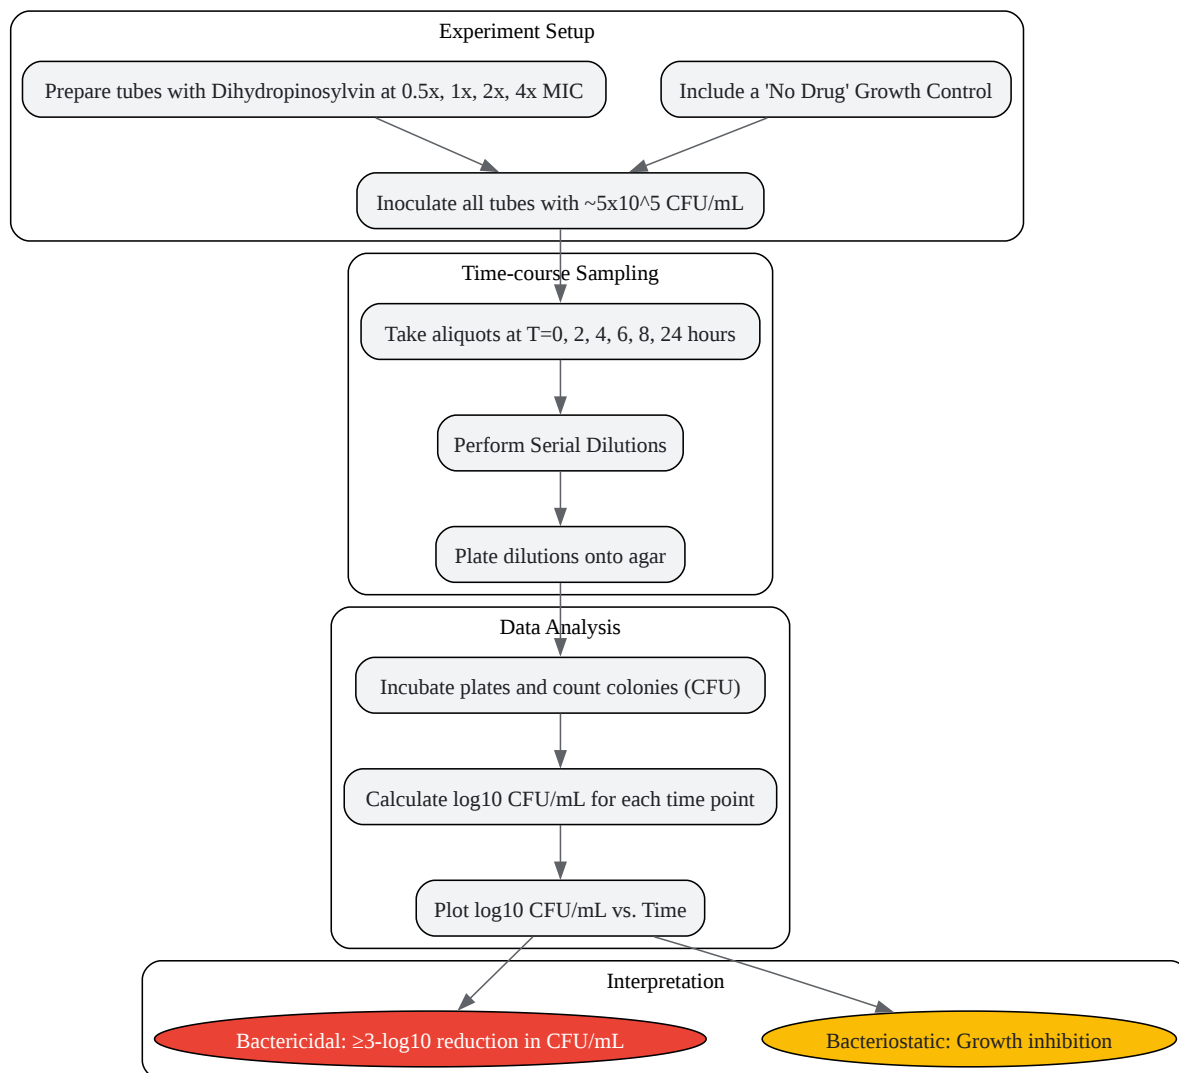 Experiment Setup
Prepare tubes with Dihydropinosylvin at 0.5x, 1x, 2x, 4x MIC
Include a 'No Drug' Growth Control
Inoculate all tubes with ~5x10^5 CFU/mL
Time-course Sampling
Take aliquots at T=0, 2, 4, 6, 8, 24 hours
Perform Serial Dilutions
Plate dilutions onto agar
Data Analysis
Incubate plates and count colonies (CFU)
Calculate log10 CFU/mL for each time point
Plot log10 CFU/mL vs. Time
Interpretation
Bactericidal: ≥3-log10 reduction in CFU/mL
Bacteriostatic: Growth inhibition